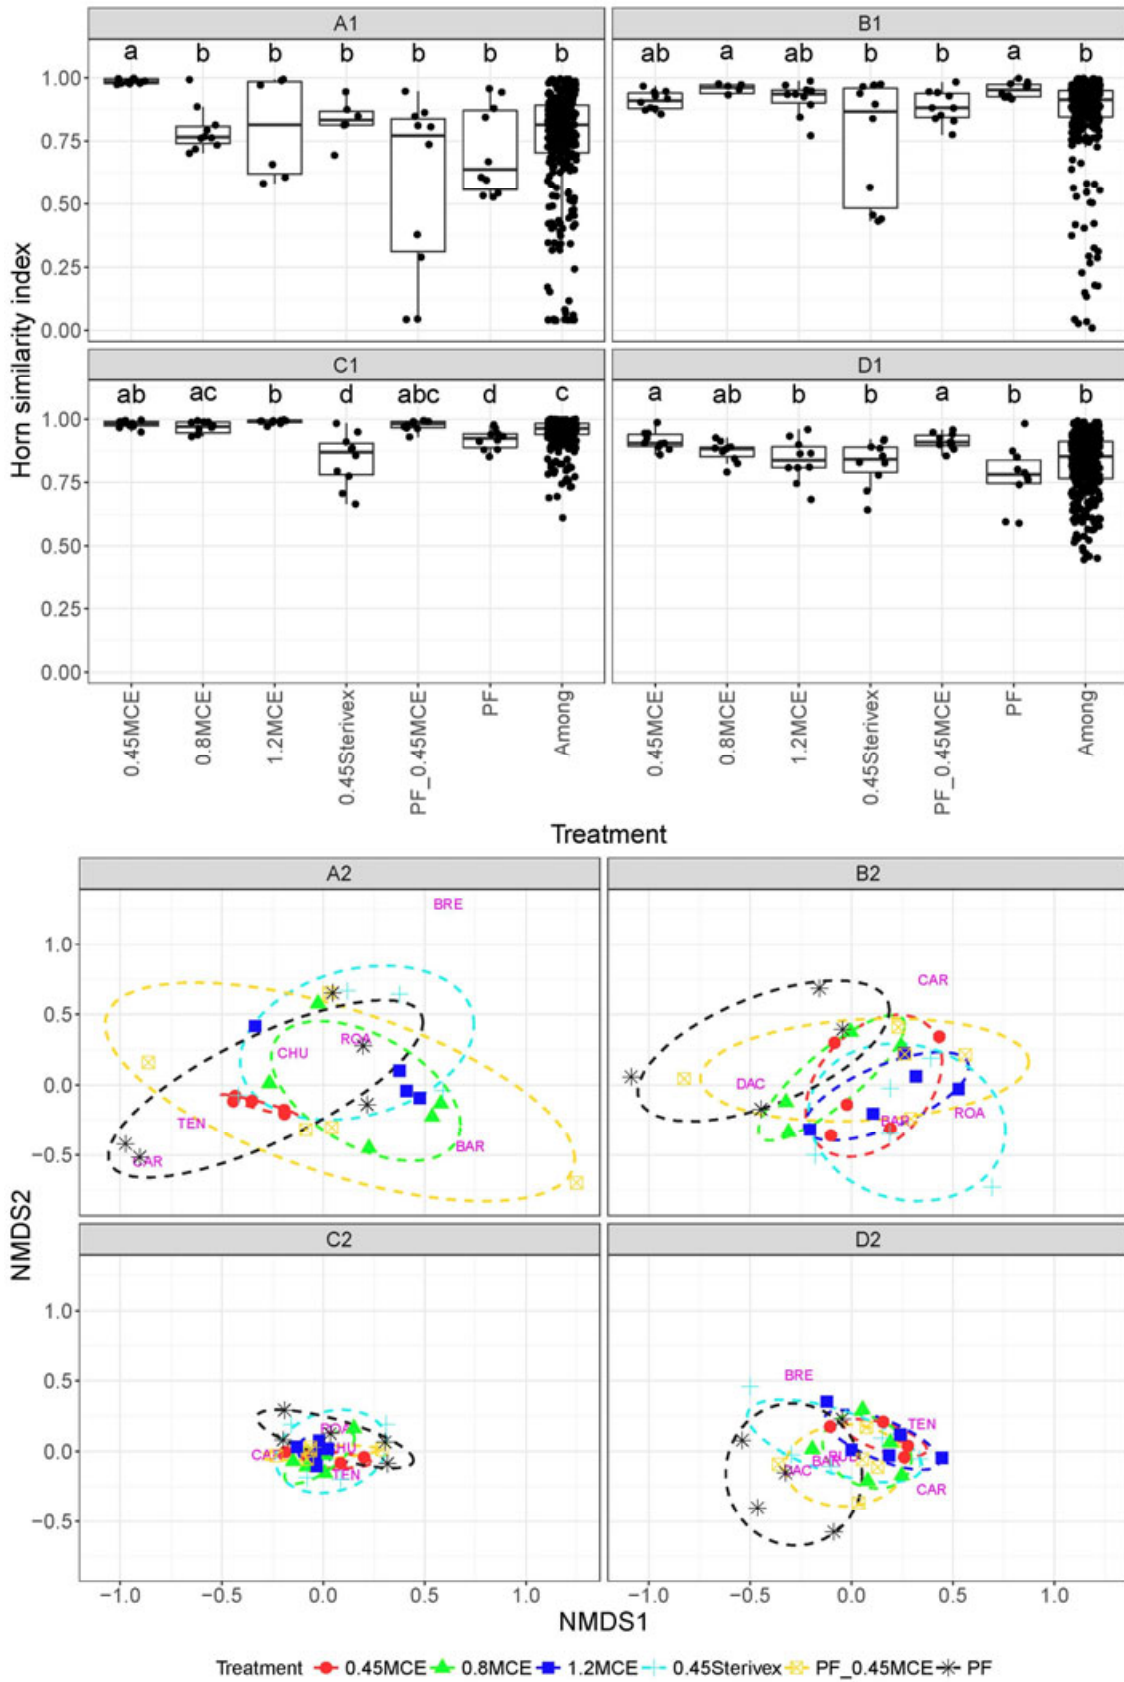 A1 B1
a b b b b b b ab a ab b b a b
1.00
0.75
0.50
0.25
0.00
C1 D1
ab ac b d abc d c a ab b b a b b
1.00
0.75
0.50
0.25
0.00
Horn similarity index
0.45MCE 0.8MCE 1.2MCE 0.45Sterivex PF_0.45MCE PF Among 0.45MCE 0.8MCE 1.2MCE 0.45Sterivex PF_0.45MCE PF Among
Treatment
A2 B2
BRE
CAR
1.0
0.5
ROA
CHU
0.0
DAC
TEN
BAR
ROA
BAR
CAR
−0.5
NMDS2
C2 D2
1.0
0.5
BRE
ROA
TEN
0.0
CAR
CHU
BAR
RUD
DAC
TEN
CAR
−0.5
−1.0 −0.5 0.0 0.5 1.0 −1.0 −0.5 0.0 0.5 1.0
NMDS1
Treatment 0.45MCE 0.8MCE 1.2MCE 0.45Sterivex PF_0.45MCE PF